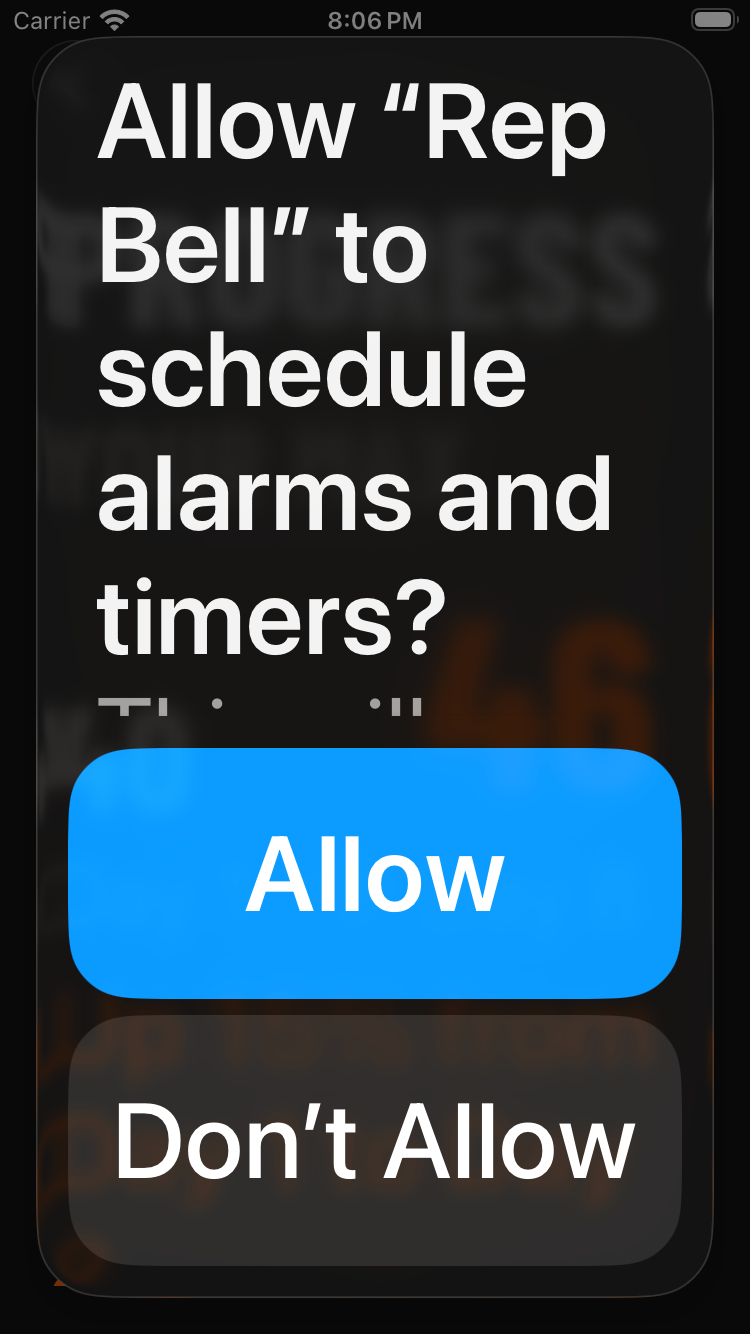 Carrier
8:06 PM
Allow “Rep
Bell” to
schedule
alarms and
timers?
Allow
Don’t Allow